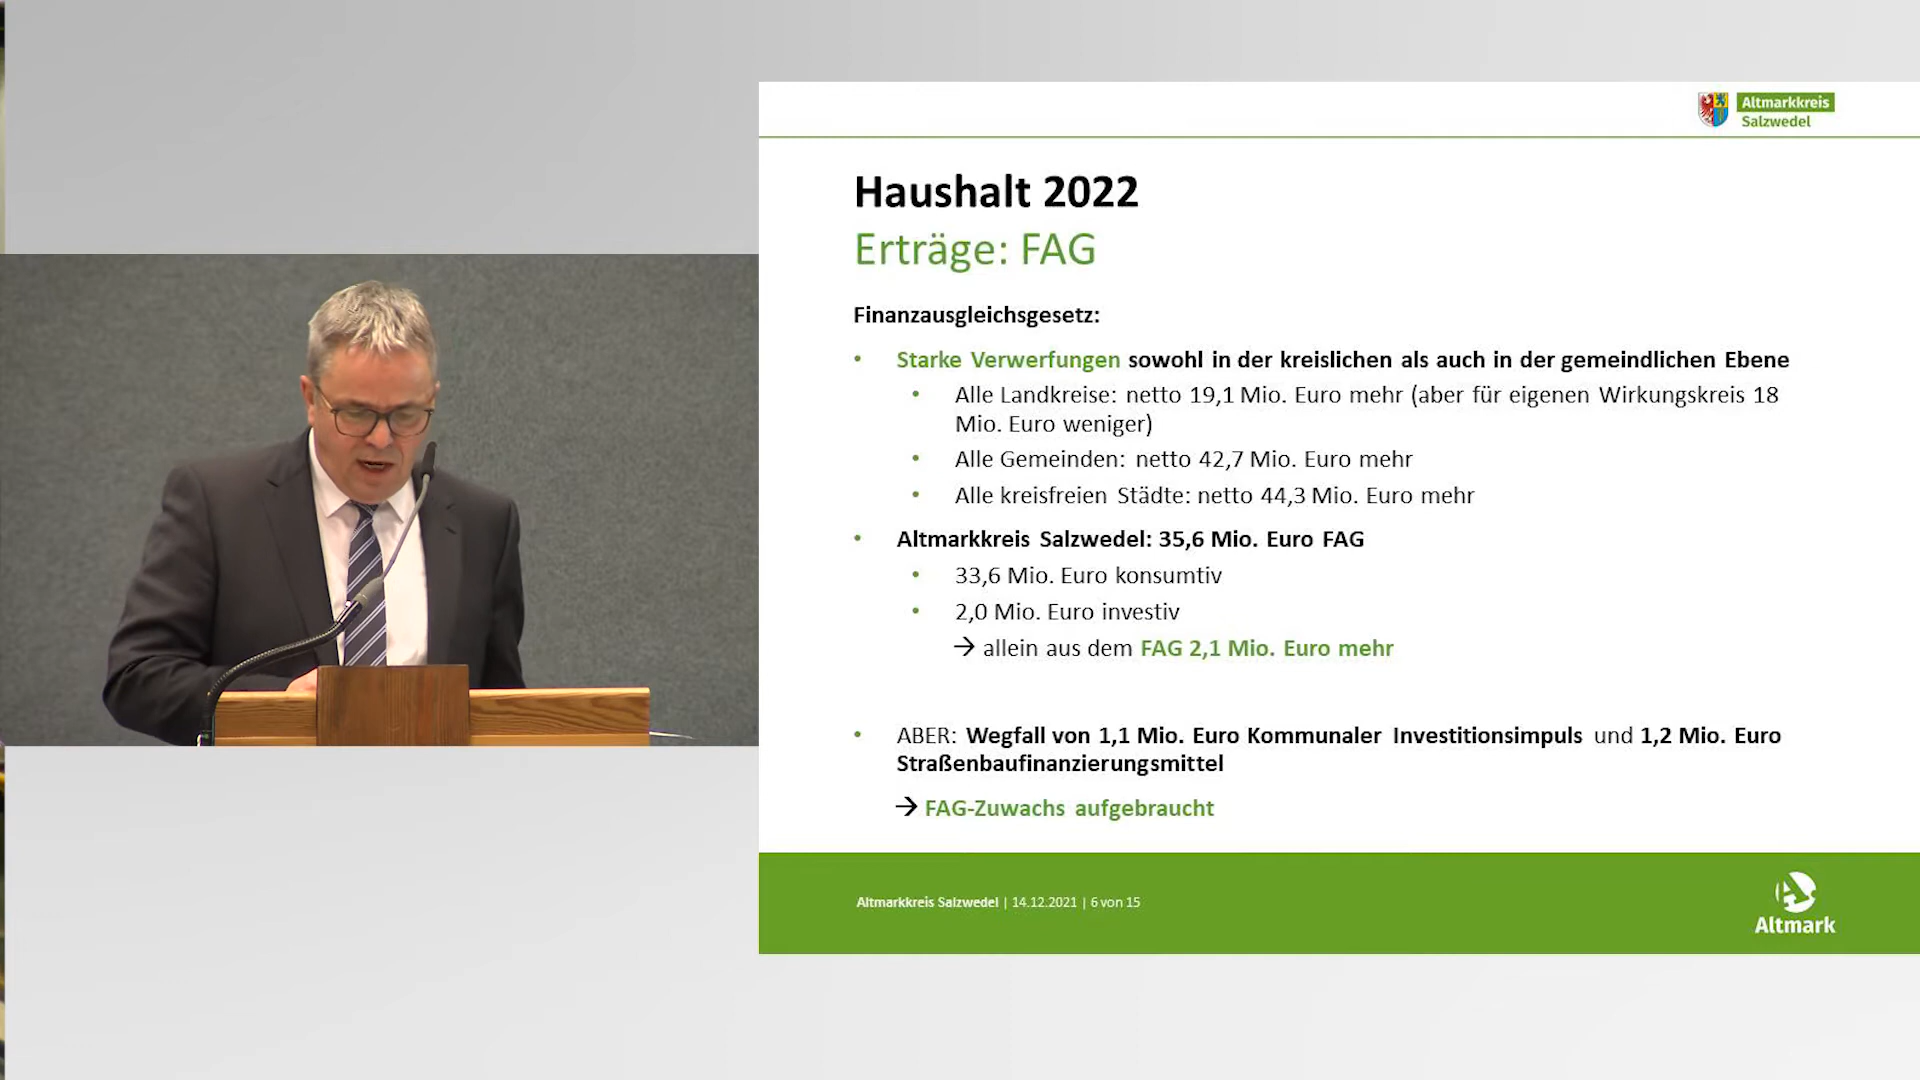 Altmarkkreis
Salzwedel
Haushalt 2022
Erträge: FAG
Finanzausgleichsgesetz:
• Starke Verwerfungen sowohl in der kreislichen als auch in der gemeindlichen Ebene
• Alle Landkreise: netto 19,1 Mio. Euro mehr (aber für eigenen Wirkungskreis 18
Mio. Euro weniger)
• Alle Gemeinden: netto 42,7 Mio. Euro mehr
• Alle kreisfreien Städte: netto 44,3 Mio. Euro mehr
• Altmarkkreis Salzwedel: 35,6 Mio. Euro FAG
• 33,6 Mio. Euro konsumtiv
• 2,0 Mio. Euro investiv
→ allein aus dem FAG 2,1 Mio. Euro mehr
• ABER: Wegfall von 1,1 Mio. Euro Kommunaler Investitionsimpuls und 1,2 Mio. Euro
Straßenbaufinanzierungsmittel
→ FAG-Zuwachs aufgebraucht
Altmarkkreis Salzwedel | 14.12.2021 | 6 von 15
Altmark